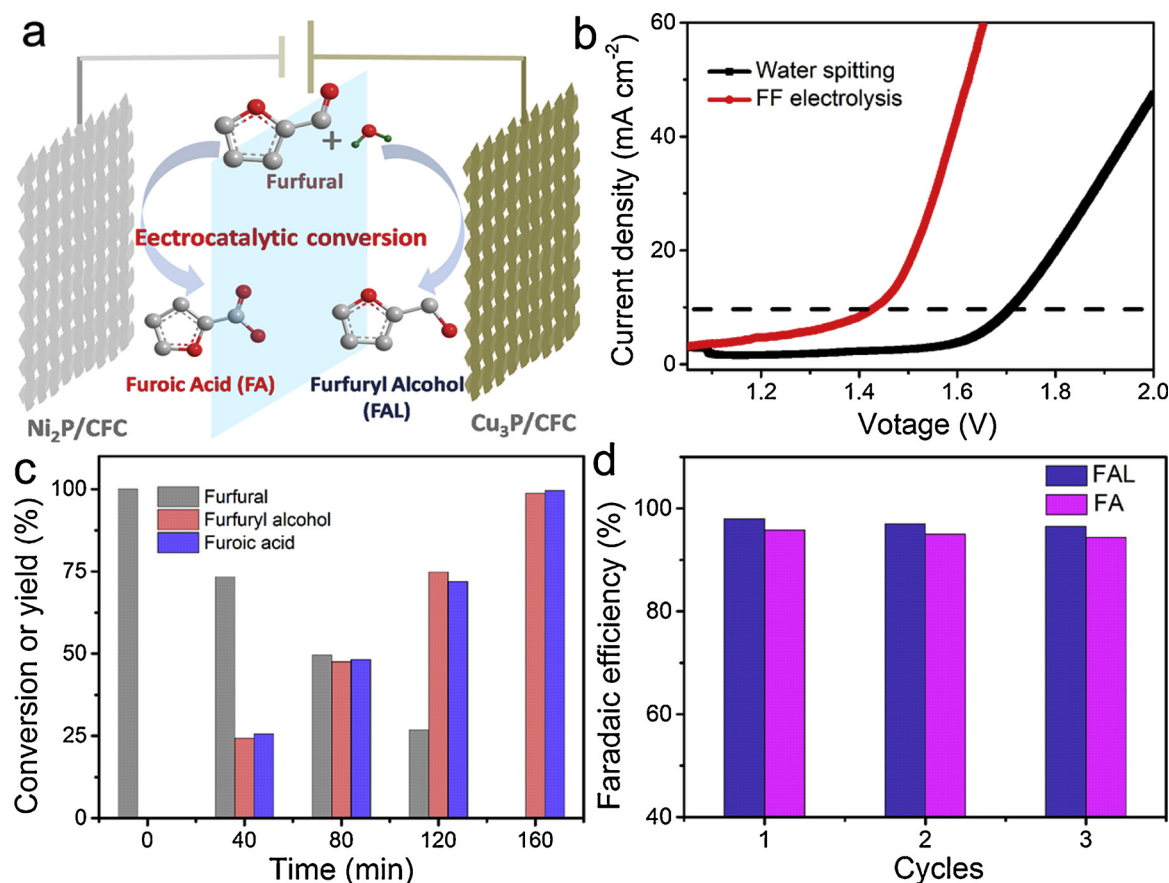 a
Furfural
+
Eectrocatalytic conversion
Furoic Acid (FA)
Furfuryl Alcohol
(FAL)
Ni₂P/CFC
Cu₃P/CFC
b
Current density (mA cm⁻²)
60
40
20
0
Water spitting
FF electrolysis
1.2 1.4 1.6 1.8 2.0
Votage (V)
c
Conversion or yield (%)
100
75
50
25
0
Furfural
Furfuryl alcohol
Furoic acid
0 40 80 120 160
Time (min)
d
Faradaic efficiency (%)
100
80
60
40
FAL
FA
1 2 3
Cycles